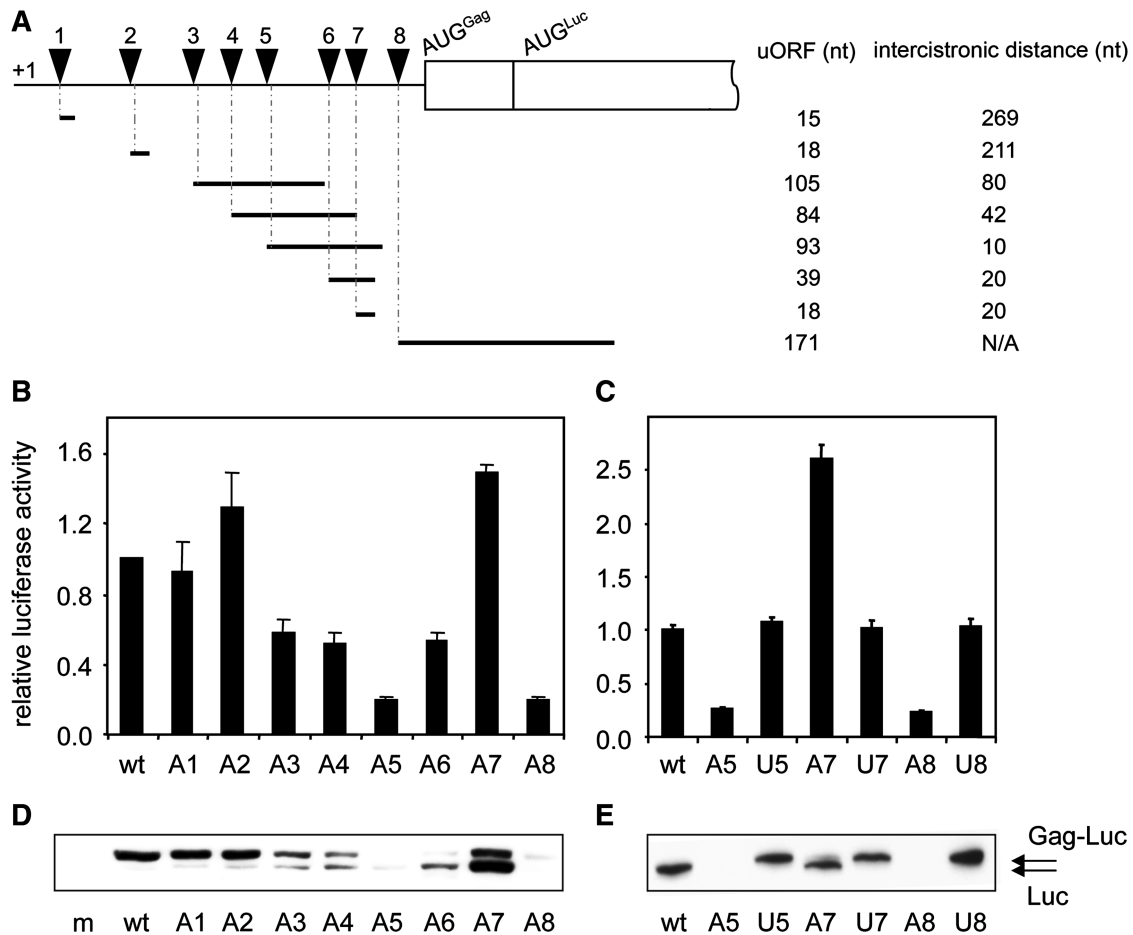 A
1 2 3 4 5 6 7 8
AUGGag
AUGLuc
+1
uORF (nt) intercistronic distance (nt)
15 269
18 211
105 80
84 42
93 10
39 20
18 20
171 N/A
B
relative luciferase activity
1.6
1.2
0.8
0.4
0.0
wt A1 A2 A3 A4 A5 A6 A7 A8
C
2.5
2.0
1.5
1.0
0.5
0.0
wt A5 U5 A7 U7 A8 U8
D
m wt A1 A2 A3 A4 A5 A6 A7 A8
E
Gag-Luc
Luc
wt A5 U5 A7 U7 A8 U8